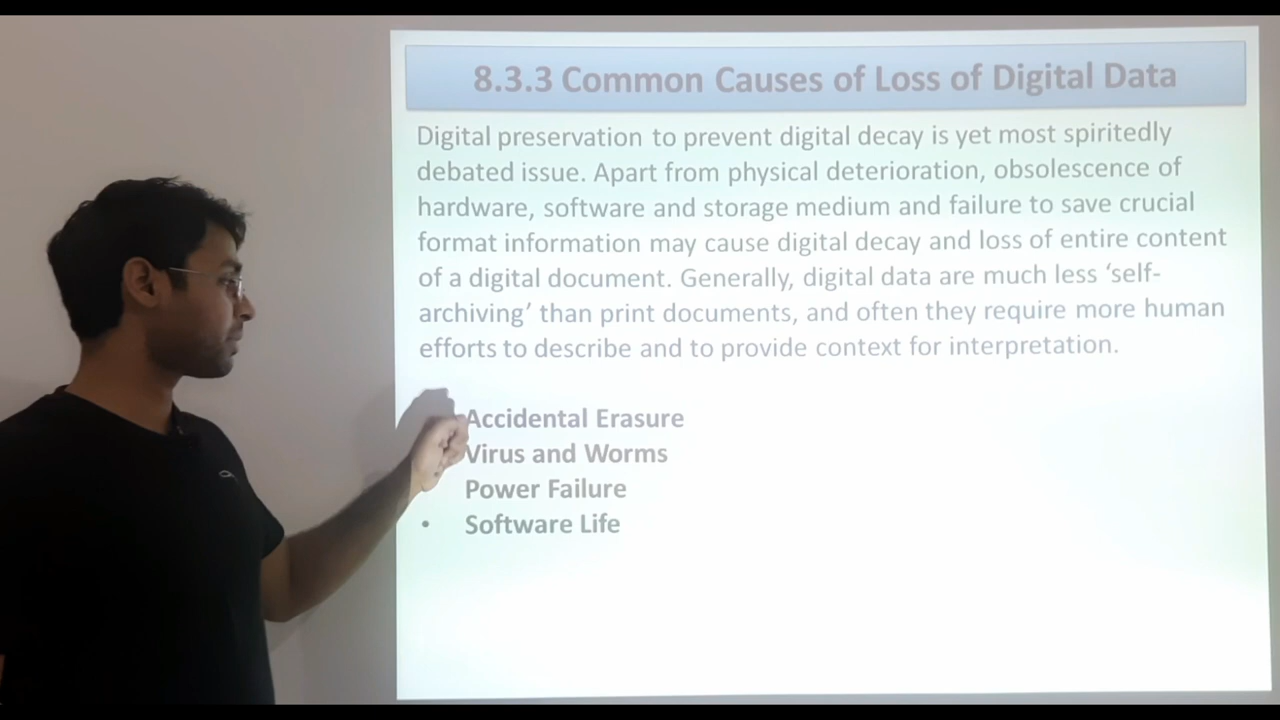 8.3.3 Common Causes of Loss of Digital Data
Digital preservation to prevent digital decay is yet most spiritedly
debated issue. Apart from physical deterioration, obsolescence of
hardware, software and storage medium and failure to save crucial
format information may cause digital decay and loss of entire content
of a digital document. Generally, digital data are much less ‘self-
archiving’ than print documents, and often they require more human
efforts to describe and to provide context for interpretation.
Accidental Erasure
Virus and Worms
Power Failure
• Software Life